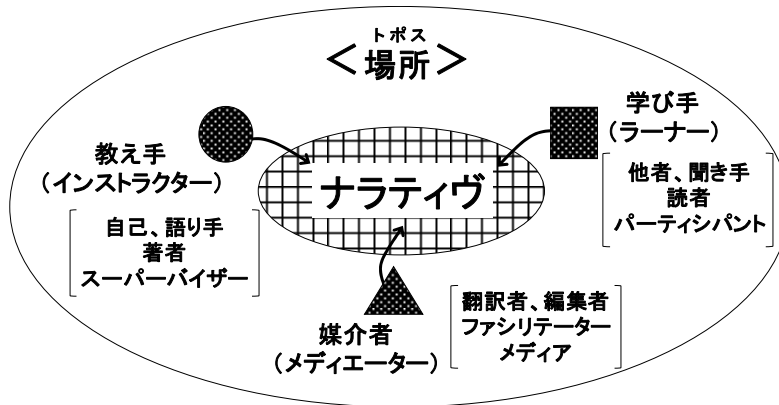 トポス
＜場所＞
教え手
（インストラクター）
自己、語り手
著者
スーパーバイザー
ナラティヴ
学び手
（ラーナー）
他者、聞き手
読者
パーティシパント
媒介者
（メディエーター）
翻訳者、編集者
ファシリテーター
メディア